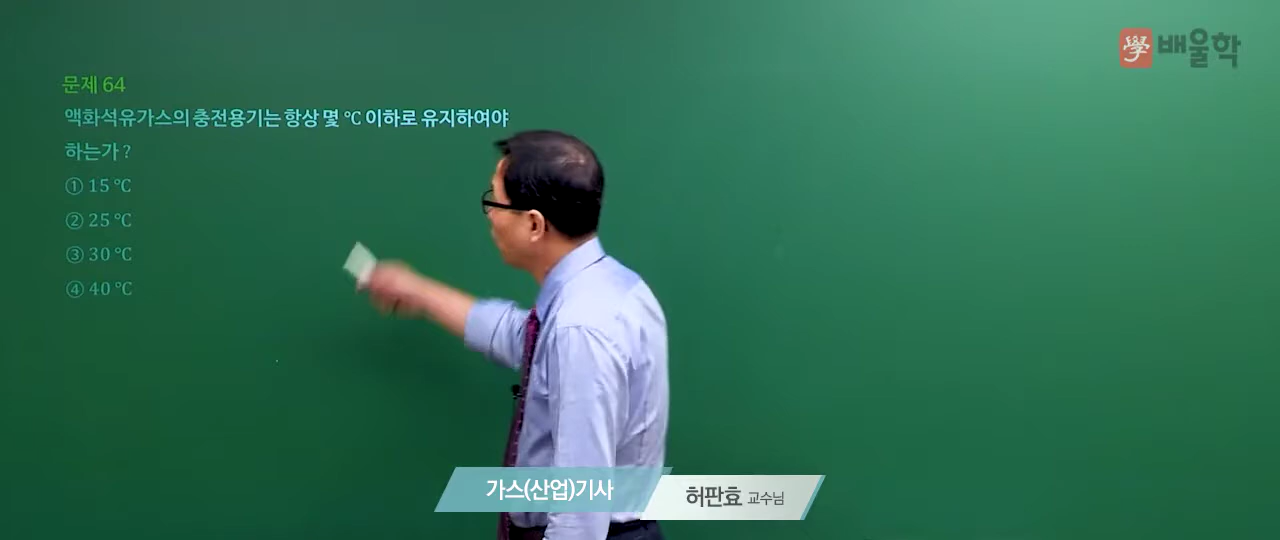 學 배울학
문제 64
액화석유가스의 충전용기는 항상 몇 ℃ 이하로 유지하여야
하는가 ?
① 15 ℃
② 25 ℃
③ 30 ℃
④ 40 ℃
가스(산업)기사
허판효 교수님